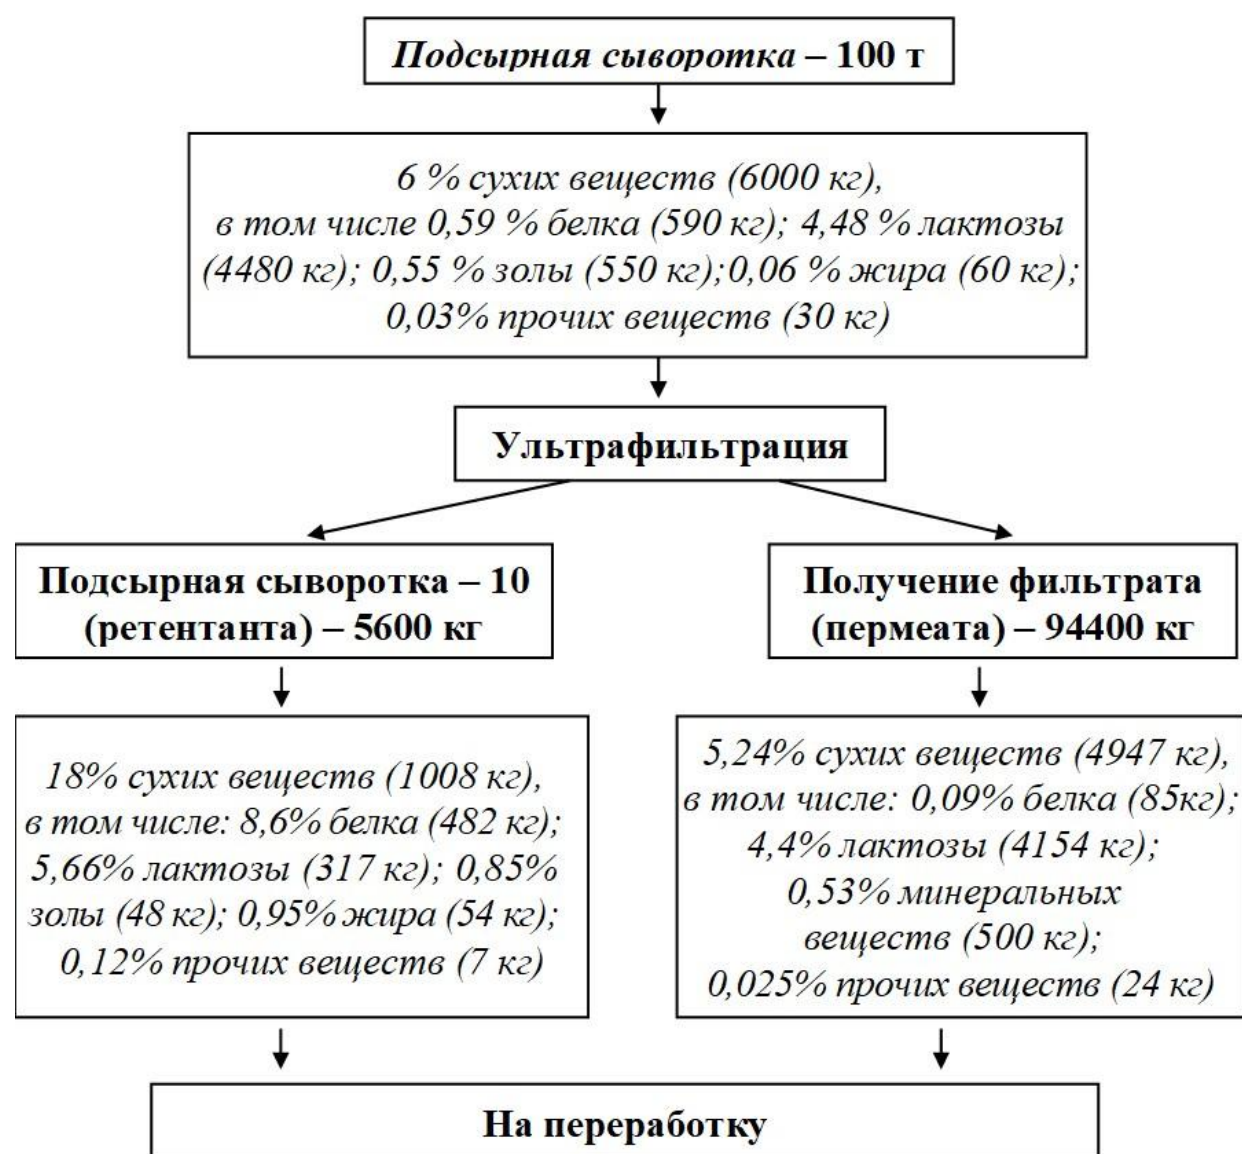 Подсырная сыворотка – 100 т
6 % сухих веществ (6000 кг),
в том числе 0,59 % белка (590 кг); 4,48 % лактозы
(4480 кг); 0,55 % золы (550 кг);0,06 % жира (60 кг);
0,03% прочих веществ (30 кг)
Ультрафильтрация
Подсырная сыворотка – 10
(ретентанта) – 5600 кг
Получение фильтрата
(пермеата) – 94400 кг
18% сухих веществ (1008 кг),
в том числе: 8,6% белка (482 кг);
5,66% лактозы (317 кг); 0,85%
золы (48 кг); 0,95% жира (54 кг);
0,12% прочих веществ (7 кг)
5,24% сухих веществ (4947 кг),
в том числе: 0,09% белка (85кг);
4,4% лактозы (4154 кг);
0,53% минеральных
веществ (500 кг);
0,025% прочих веществ (24 кг)
На переработку